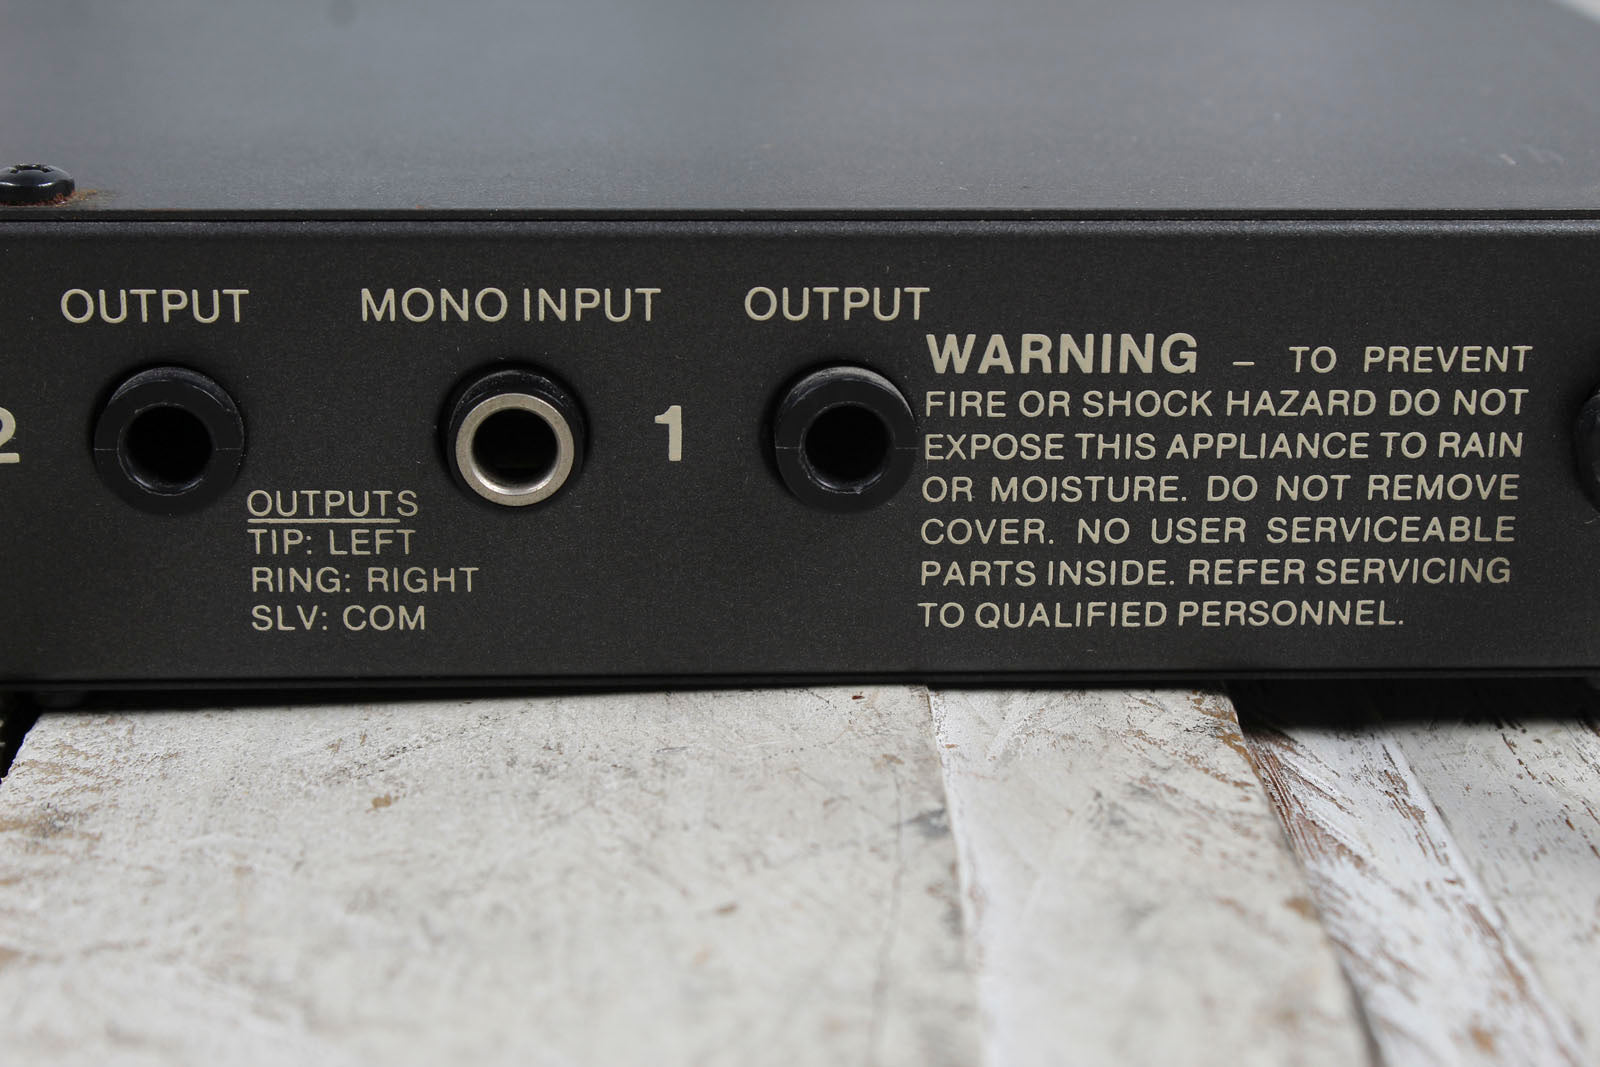 OUTPUT
MONO INPUT
OUTPUT
2
1
OUTPUTS
TIP: LEFT
RING: RIGHT
SLV: COM
WARNING – TO PREVENT
FIRE OR SHOCK HAZARD DO NOT
EXPOSE THIS APPLIANCE TO RAIN
OR MOISTURE. DO NOT REMOVE
COVER. NO USER SERVICEABLE
PARTS INSIDE. REFER SERVICING
TO QUALIFIED PERSONNEL.